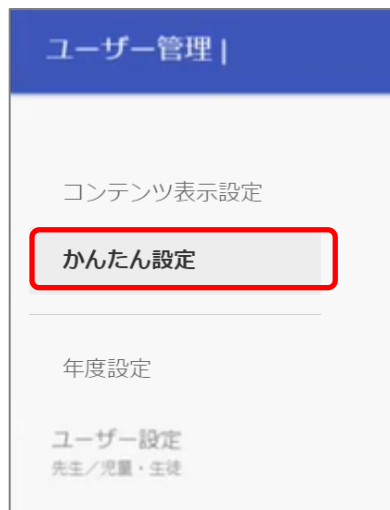 ユーザー管理 |
コンテンツ表示設定
かんたん設定
年度設定
ユーザー設定
先生／児童・生徒